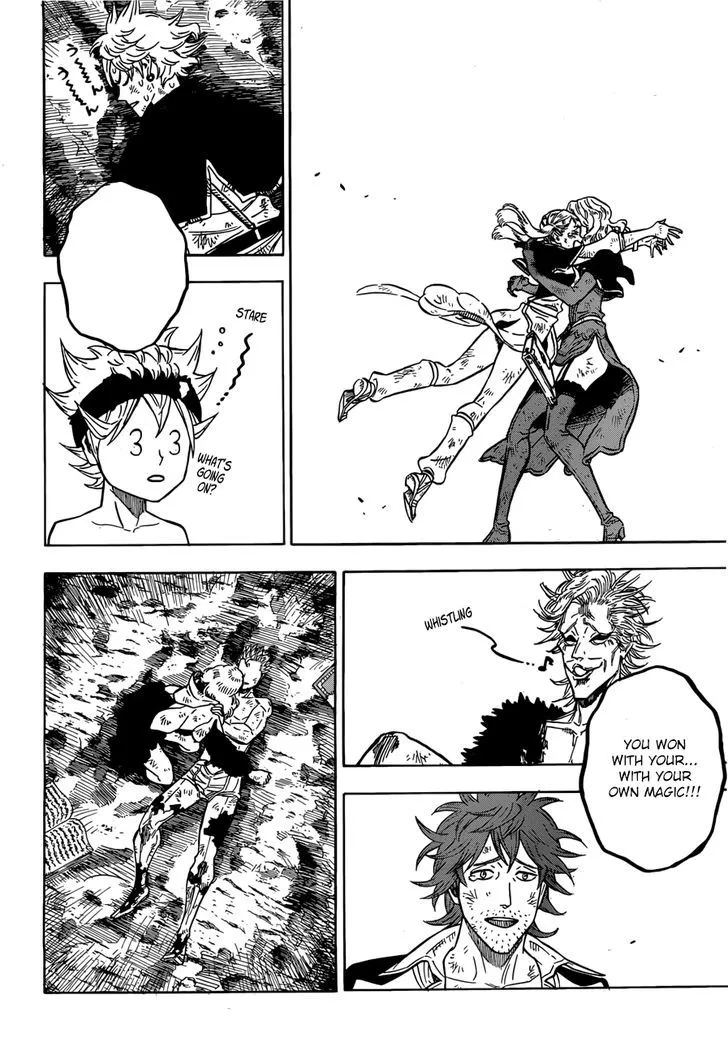 STARE
WHAT'S
GOING
ON?
WHISTLING
♪
YOU WON
WITH YOUR...
WITH YOUR
OWN MAGIC!!!